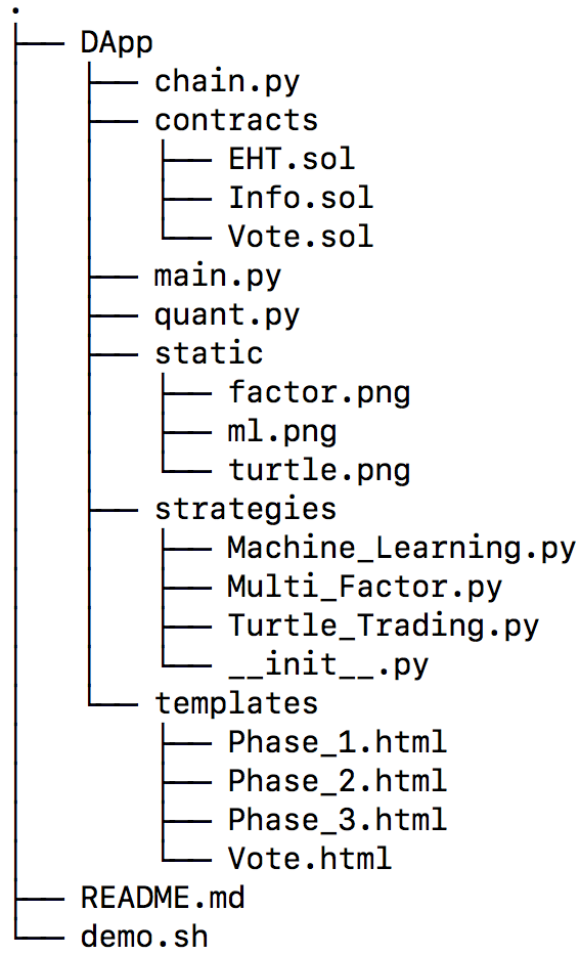 .
├── DApp
│   ├── chain.py
│   ├── contracts
│   │   ├── EHT.sol
│   │   ├── Info.sol
│   │   └── Vote.sol
│   ├── main.py
│   ├── quant.py
│   ├── static
│   │   ├── factor.png
│   │   ├── ml.png
│   │   └── turtle.png
│   ├── strategies
│   │   ├── Machine_Learning.py
│   │   ├── Multi_Factor.py
│   │   ├── Turtle_Trading.py
│   │   └── __init__.py
│   └── templates
│       ├── Phase_1.html
│       ├── Phase_2.html
│       ├── Phase_3.html
│       └── Vote.html
├── README.md
└── demo.sh